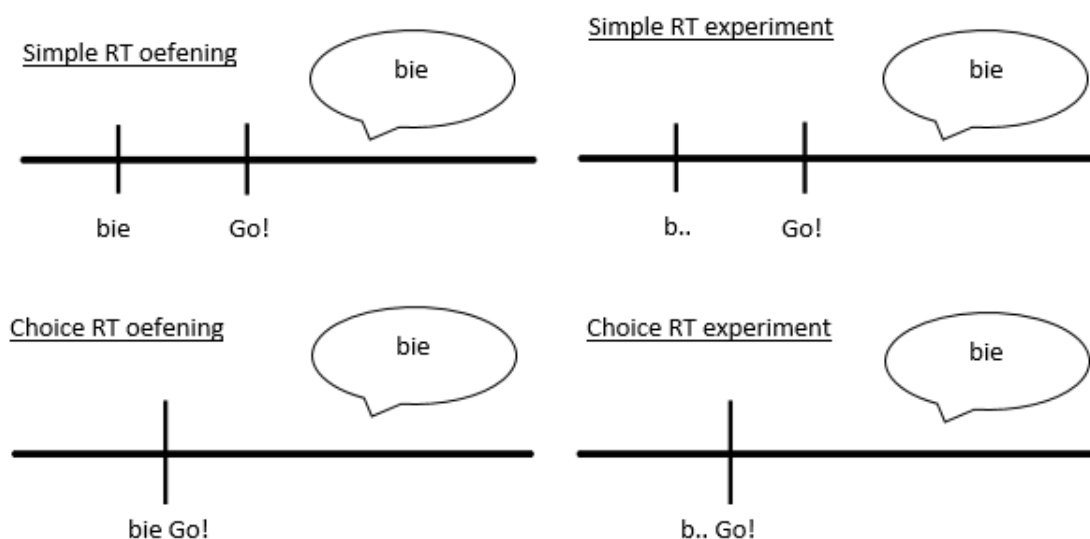 Simple RT oefening
bie
bie
Go!
Simple RT experiment
bie
b..
Go!
Choice RT oefening
bie
bie Go!
Choice RT experiment
bie
b.. Go!